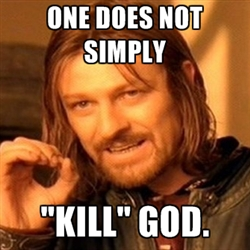 ONE DOES NOT
SIMPLY
"KILL" GOD.